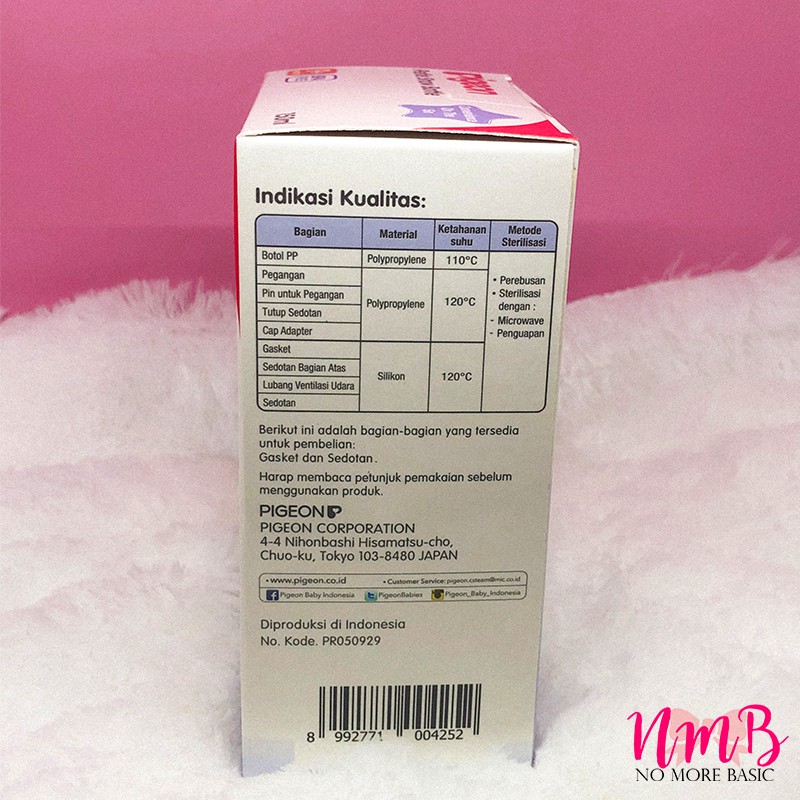 Pigeon
150 ml
Indikasi Kualitas:
Bagian Material Ketahanan suhu Metode Sterilisasi
Botol PP Polypropylene 110°C
Pegangan
Pin untuk Pegangan
Tutup Sedotan
Cap Adapter
Polypropylene 120°C
Gasket
Sedotan Bagian Atas
Lubang Ventilasi Udara
Sedotan
Silikon 120°C
• Perebusan
• Sterilisasi
dengan :
- Microwave
- Penguapan
Berikut ini adalah bagian-bagian yang tersedia
untuk pembelian:
Gasket dan Sedotan.
Harap membaca petunjuk pemakaian sebelum
menggunakan produk.
PIGEON
PIGEON CORPORATION
4-4 Nihonbashi Hisamatsu-cho,
Chuo-ku, Tokyo 103-8480 JAPAN
• www.pigeon.co.id • Customer Service: pigeon.csteam@mic.co.id
Pigeon Baby Indonesia PigeonBabies Pigeon_Baby_Indonesia
Diproduksi di Indonesia
No. Kode. PR050929
8 992771 004252
NMB
NO MORE BASIC